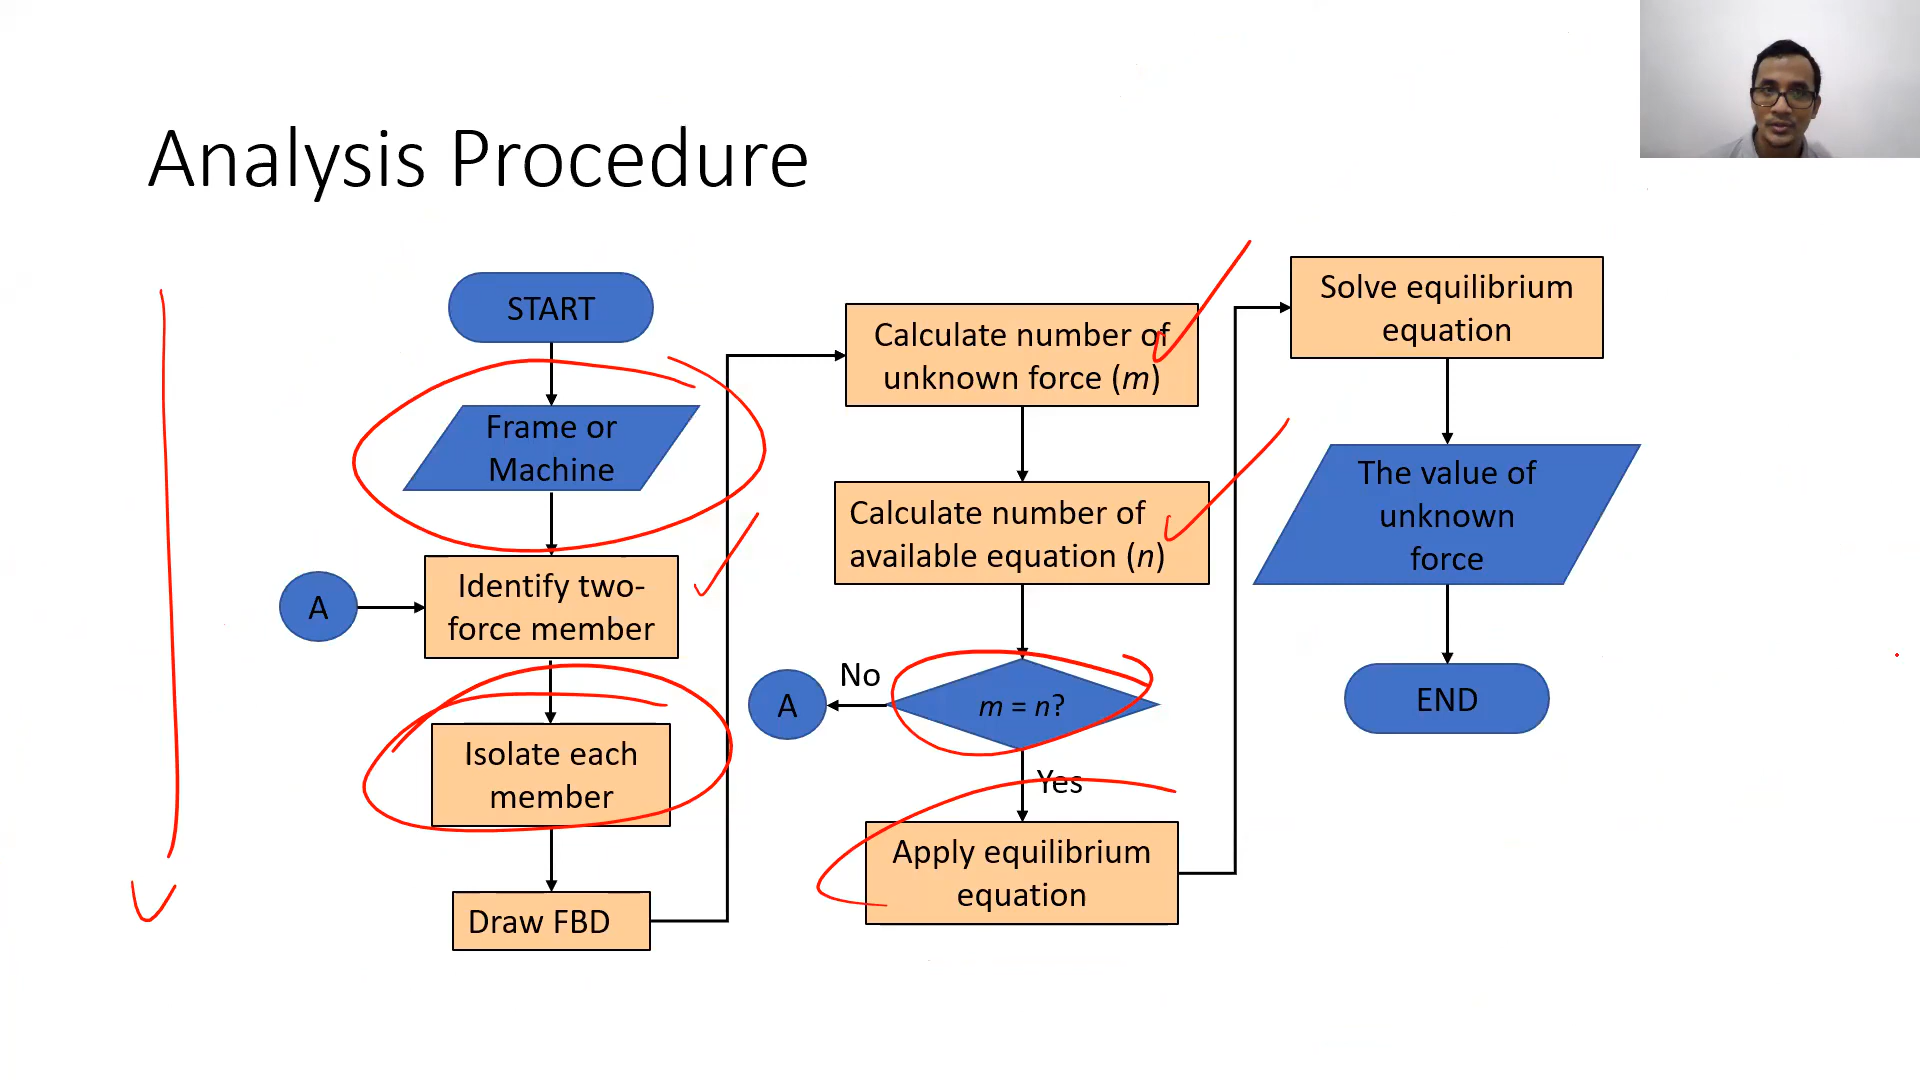 Analysis Procedure
START
Frame or
Machine
A
Identify two-
force member
Isolate each
member
Draw FBD
Calculate number of
unknown force (m)
Calculate number of
available equation (n)
m = n?
No
A
Yes
Apply equilibrium
equation
Solve equilibrium
equation
The value of
unknown
force
END